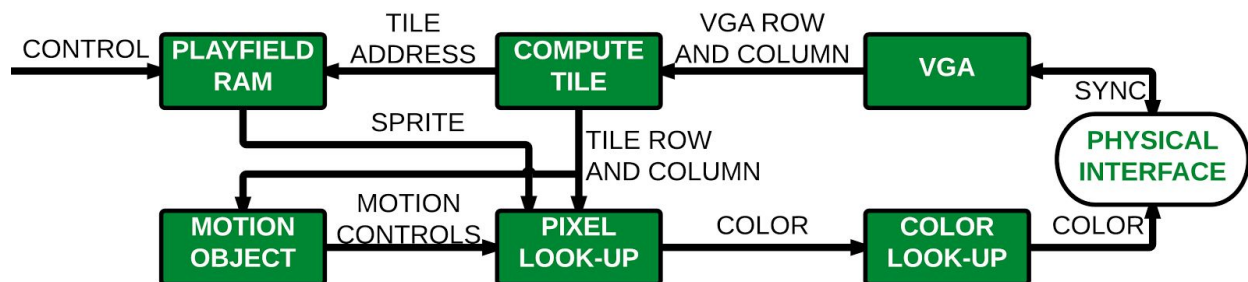 CONTROL
PLAYFIELD
RAM
TILE
ADDRESS
COMPUTE
TILE
VGA ROW
AND COLUMN
VGA
SYNC
PHYSICAL
INTERFACE
SPRITE
TILE ROW
AND COLUMN
MOTION
OBJECT
MOTION
CONTROLS
PIXEL
LOOK-UP
COLOR
COLOR
LOOK-UP
COLOR